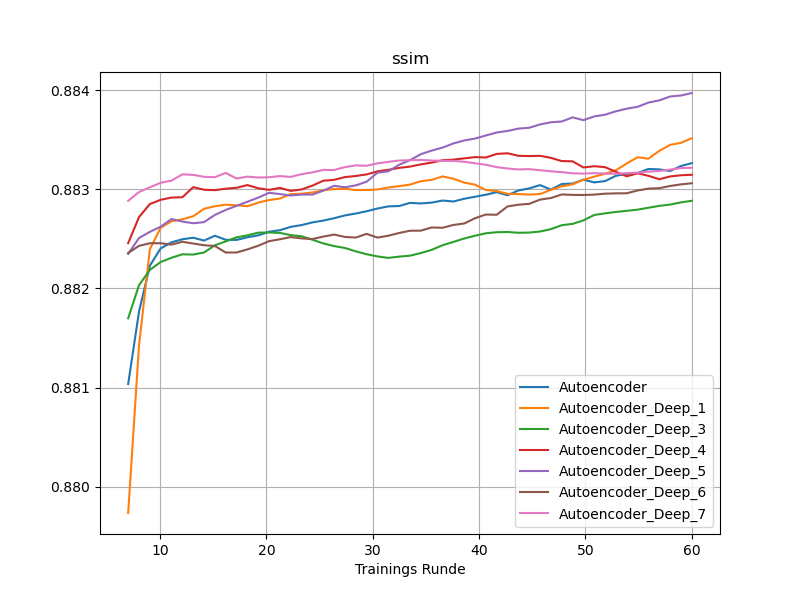 ssim
0.884
0.883
0.882
0.881
0.880
10 20 30 40 50 60
Trainings Runde
Autoencoder
Autoencoder_Deep_1
Autoencoder_Deep_3
Autoencoder_Deep_4
Autoencoder_Deep_5
Autoencoder_Deep_6
Autoencoder_Deep_7